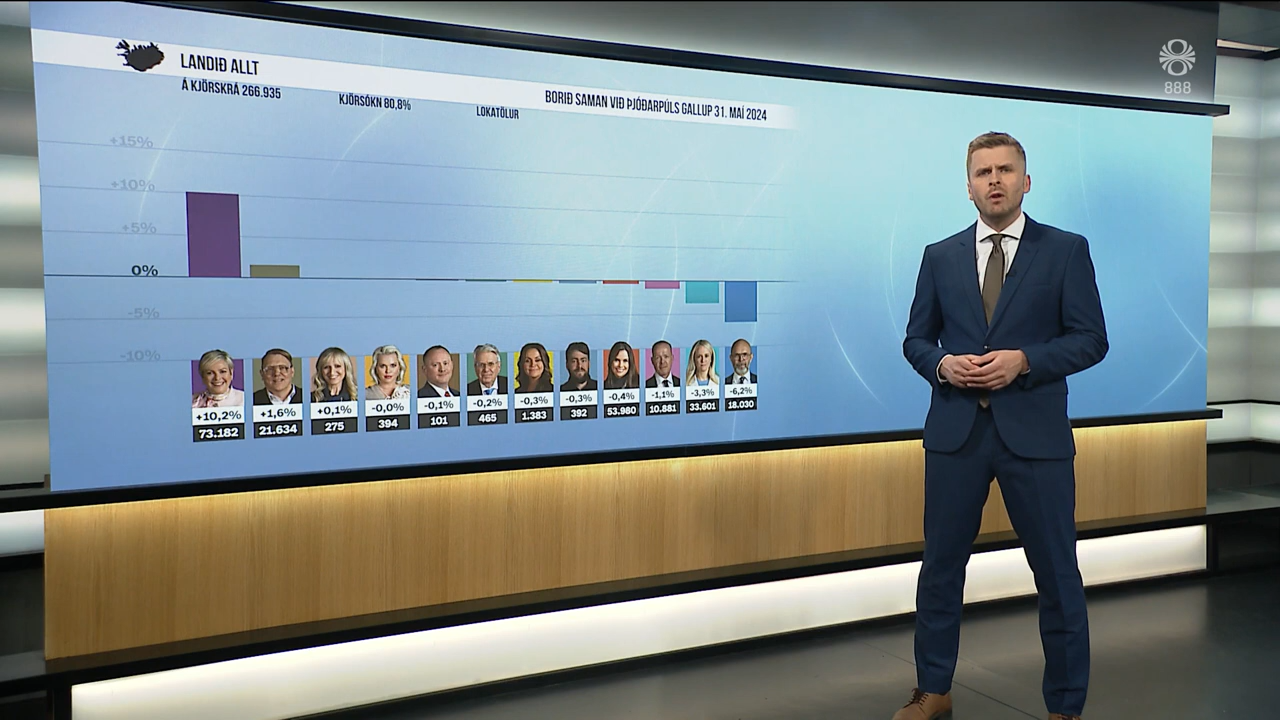 888
LANDIÐ ALLT
Á KJÖRSKRÁ 266.935
KJÖRSÓKN 80,8%
LOKATÖLUR
BORIÐ SAMAN VIÐ ÞJÓÐARPÚLS GALLUP 31. MAÍ 2024
+15%
+10%
+5%
0%
-5%
-10%
+10,2% +1,6% +0,1% -0,0% -0,1% -0,2% -0,3% -0,3% -0,4% -1,1% -3,3% -6,2%
73.182 21.634 275 394 101 465 1.383 392 53.980 10.881 33.601 18.030